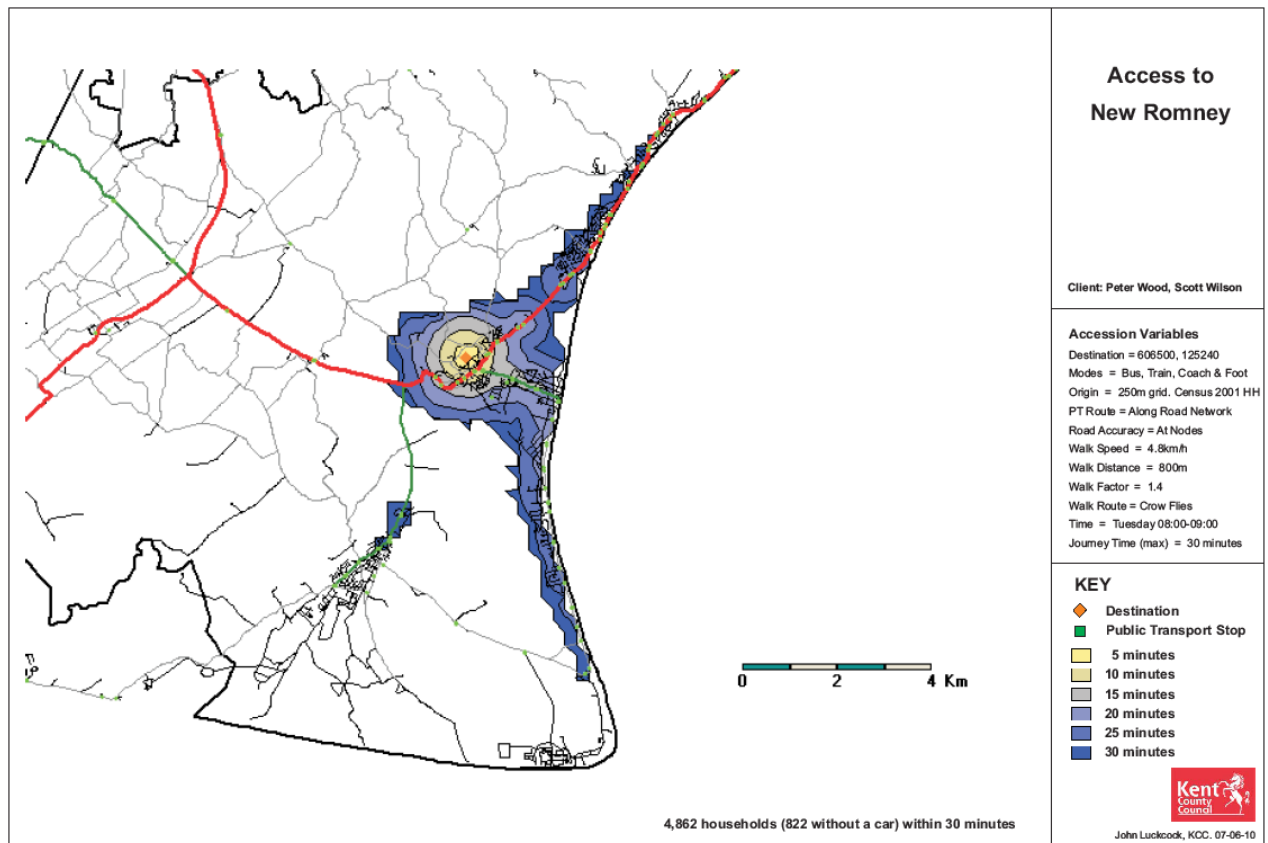 Access to
New Romney
Client: Peter Wood, Scott Wilson
Accession Variables
Destination = 606500, 125240
Modes = Bus, Train, Coach & Foot
Origin = 250m grid. Census 2001 HH
PT Route = Along Road Network
Road Accuracy = At Nodes
Walk Speed = 4.8km/h
Walk Distance = 800m
Walk Factor = 1.4
Walk Route = Crow Flies
Time = Tuesday 08:00-09:00
Journey Time (max) = 30 minutes
KEY
Destination
Public Transport Stop
5 minutes
10 minutes
15 minutes
20 minutes
25 minutes
30 minutes
0 2 4 Km
4,862 households (822 without a car) within 30 minutes
Kent
County
Council
John Luckcock, KCC. 07-06-10